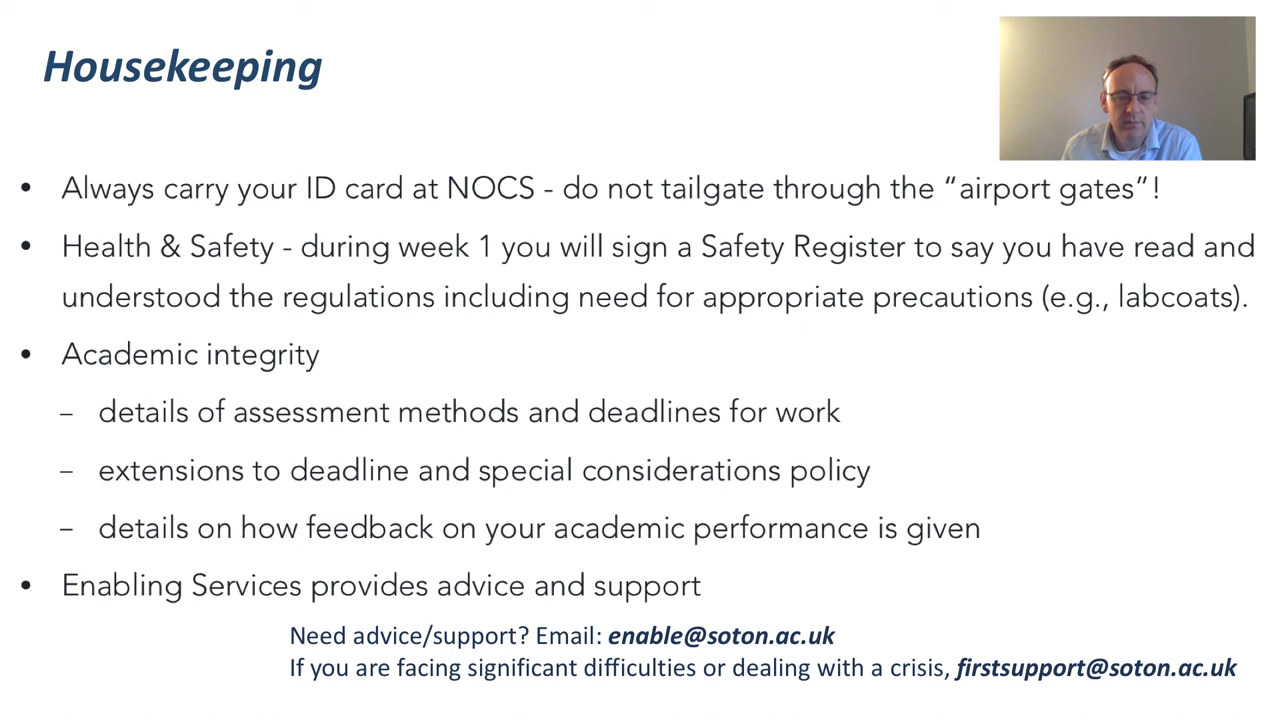 Housekeeping
• Always carry your ID card at NOCS - do not tailgate through the “airport gates”!
• Health & Safety - during week 1 you will sign a Safety Register to say you have read and
understood the regulations including need for appropriate precautions (e.g., labcoats).
• Academic integrity
– details of assessment methods and deadlines for work
– extensions to deadline and special considerations policy
– details on how feedback on your academic performance is given
• Enabling Services provides advice and support
Need advice/support? Email: enable@soton.ac.uk
If you are facing significant difficulties or dealing with a crisis, firstsupport@soton.ac.uk